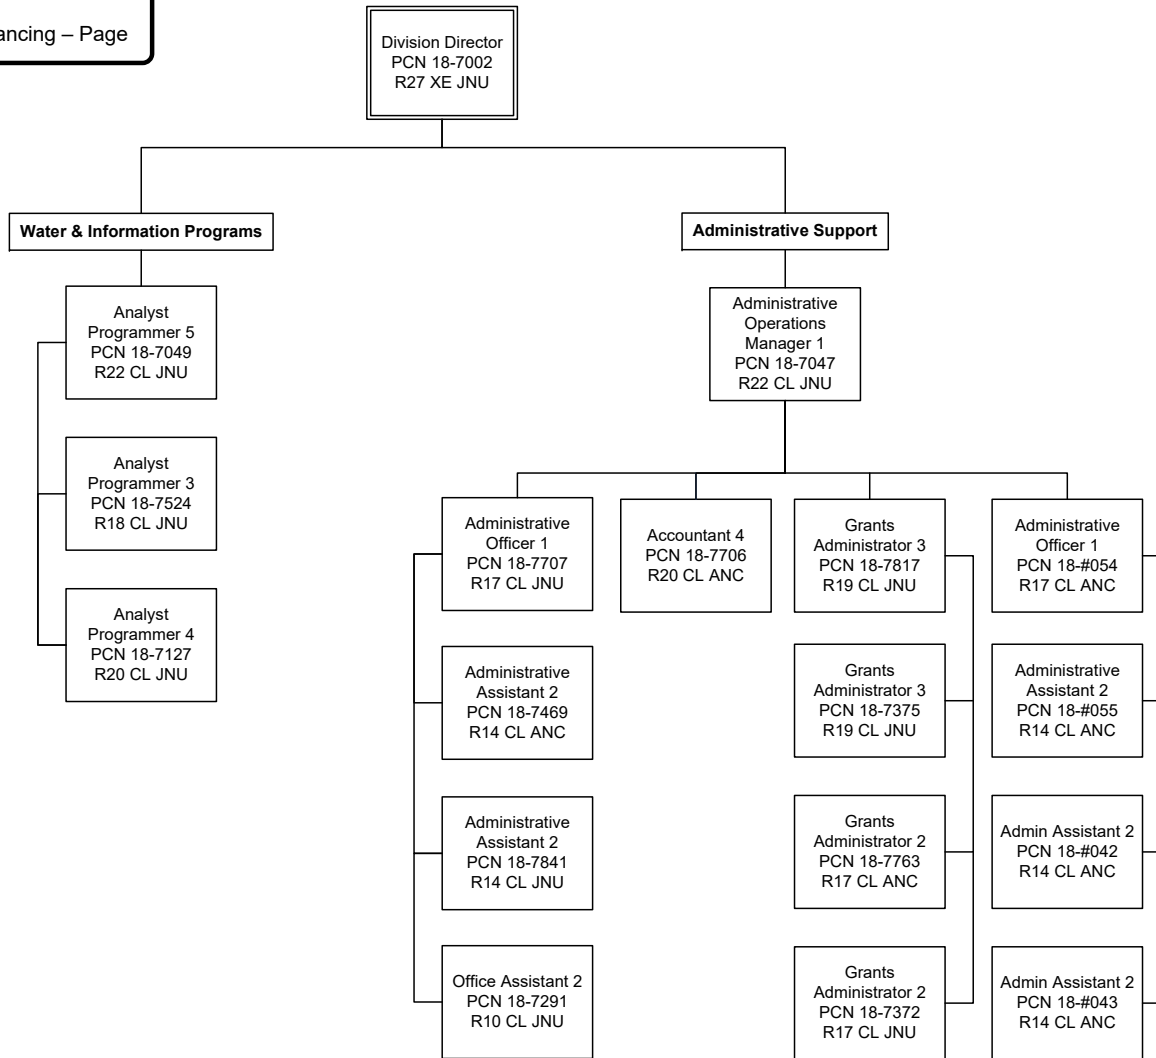 ancing – Page
Division Director
PCN 18-7002
R27 XE JNU
Water & Information Programs
Administrative Support
Analyst
Programmer 5
PCN 18-7049
R22 CL JNU
Analyst
Programmer 3
PCN 18-7524
R18 CL JNU
Analyst
Programmer 4
PCN 18-7127
R20 CL JNU
Administrative
Operations
Manager 1
PCN 18-7047
R22 CL JNU
Administrative
Officer 1
PCN 18-7707
R17 CL JNU
Administrative
Assistant 2
PCN 18-7469
R14 CL ANC
Administrative
Assistant 2
PCN 18-7841
R14 CL JNU
Office Assistant 2
PCN 18-7291
R10 CL JNU
Accountant 4
PCN 18-7706
R20 CL ANC
Grants
Administrator 3
PCN 18-7817
R19 CL JNU
Grants
Administrator 3
PCN 18-7375
R19 CL JNU
Grants
Administrator 2
PCN 18-7763
R17 CL ANC
Grants
Administrator 2
PCN 18-7372
R17 CL JNU
Administrative
Officer 1
PCN 18-#054
R17 CL ANC
Administrative
Assistant 2
PCN 18-#055
R14 CL ANC
Admin Assistant 2
PCN 18-#042
R14 CL ANC
Admin Assistant 2
PCN 18-#043
R14 CL ANC